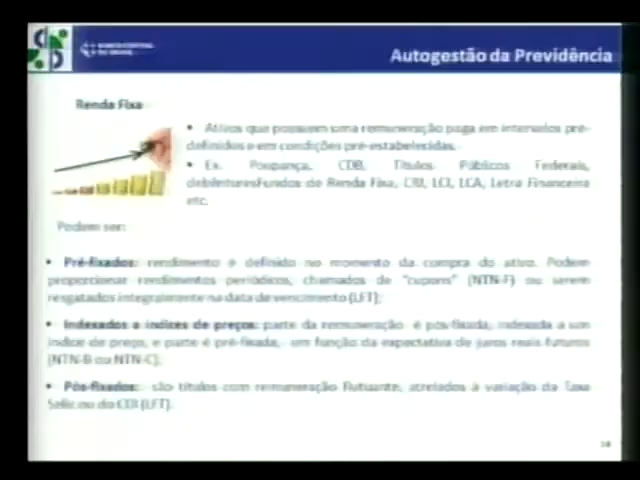 BANCO CENTRAL
DO BRASIL
Autogestão da Previdência
Renda Fixa
• Ativos que possuem uma remuneração paga em intervalos pré-
definidos e em condições pré-estabelecidas.
• Ex. Poupança, CDB, Títulos Públicos Federais,
debênturesFundos de Renda Fixa, CRI, LCI, LCA, Letra Financeira
etc.
Podem ser:
• Pré-fixados: rendimento é definido no momento da compra do ativo. Podem
proporcionar rendimentos periódicos, chamados de "cupons" (NTN-F) ou serem
resgatados integralmente na data de vencimento (LFT);
• Indexados a índices de preços: parte da remuneração é pós-fixada, indexada a um
índice de preço, e parte é pré-fixada, em função da expectativa de juros reais futuros
(NTN-B ou NTN-C);
• Pós-fixados: são títulos com remuneração flutuante, atrelados à variação da Taxa
Selic ou do CDI (LFT).